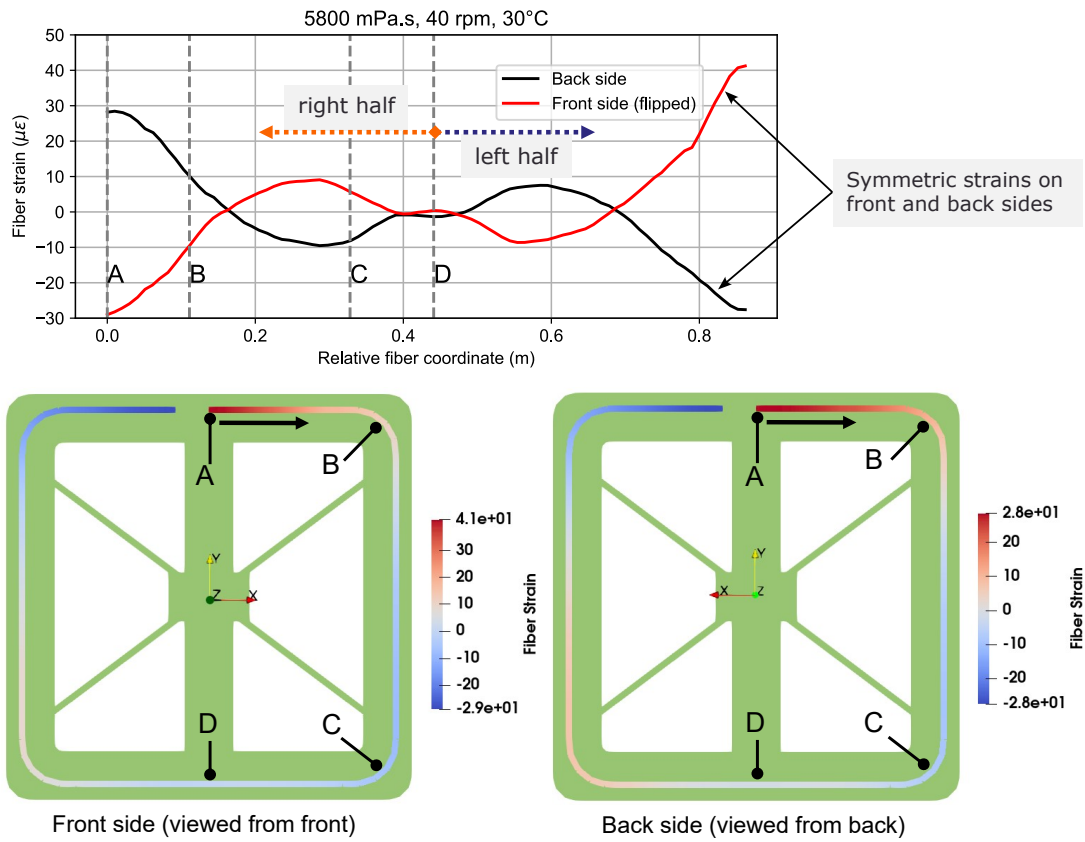 5800 mPa.s, 40 rpm, 30°C
50
40
30
20
10
0
−10
−20
−30
Fiber strain (με)
Back side
Front side (flipped)
right half
left half
A
B
C
D
0.0
0.2
0.4
0.6
0.8
Relative fiber coordinate (m)
Symmetric strains on
front and back sides
A
B
C
D
Y
Z
X
4.1e+01
30
20
10
0
-10
-20
-2.9e+01
Fiber Strain
Front side (viewed from front)
A
B
C
D
Y
X
Z
2.8e+01
20
10
0
-10
-20
-2.8e+01
Fiber Strain
Back side (viewed from back)